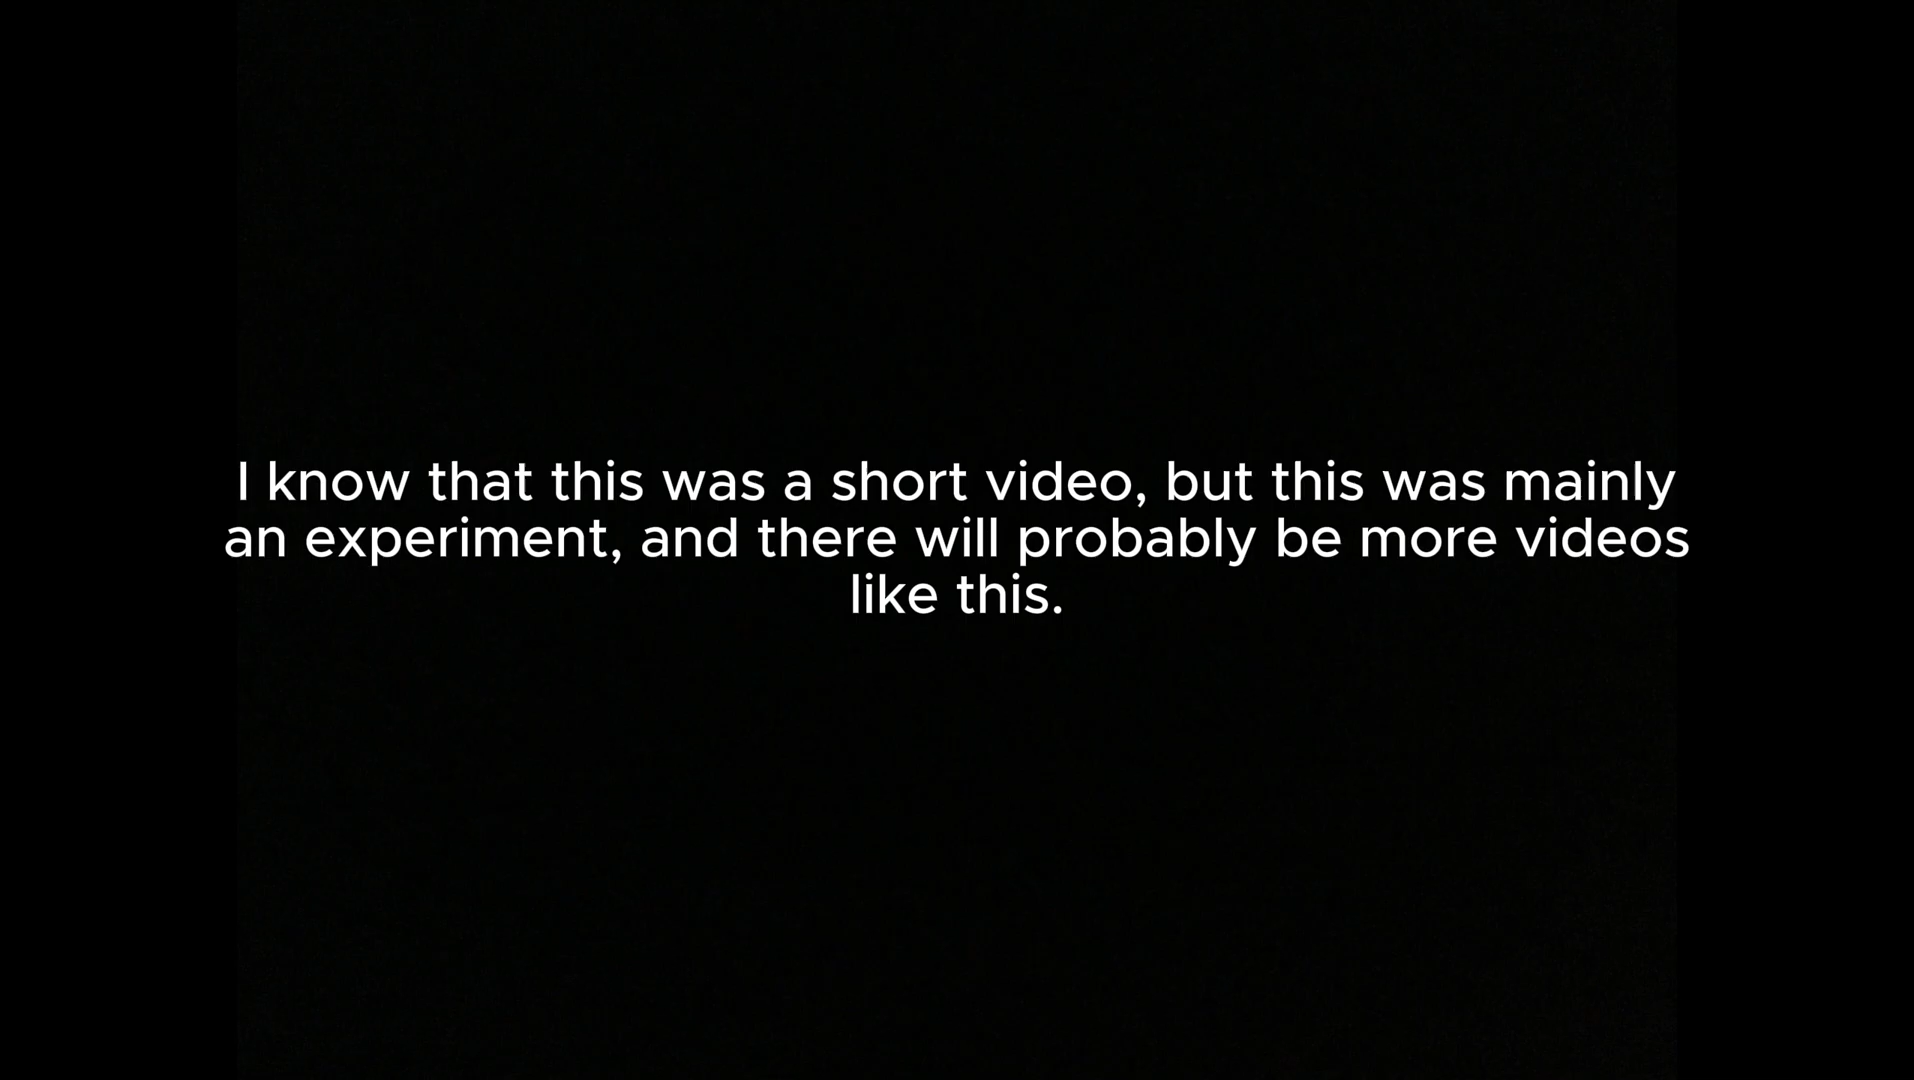 I know that this was a short video, but this was mainly
an experiment, and there will probably be more videos
like this.